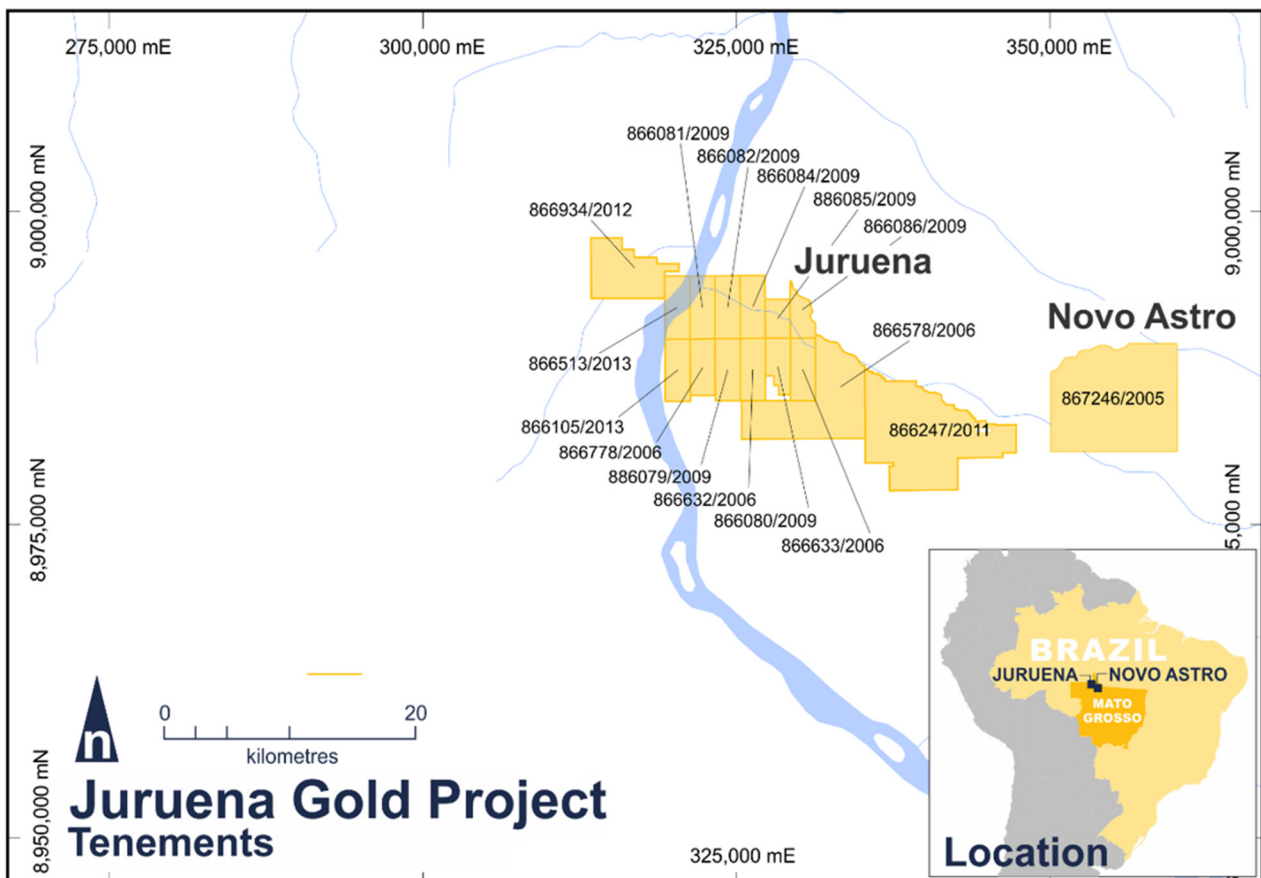 275,000 mE
300,000 mE
325,000 mE
350,000 mE
9,000,000 mN
9,000,000 mN
866081/2009
866082/2009
866084/2009
866934/2012
886085/2009
866086/2009
Juruena
Novo Astro
866578/2006
866513/2013
867246/2005
866105/2013
866247/2011
866778/2006
886079/2009
866632/2006
866080/2009
866633/2006
8,975,000 mN
5,000 mN
BRAZIL
JURUENA
NOVO ASTRO
MATO
GROSSO
0
20
kilometres
n
Juruena Gold Project
Tenements
8,950,000 mN
325,000 mE
Location